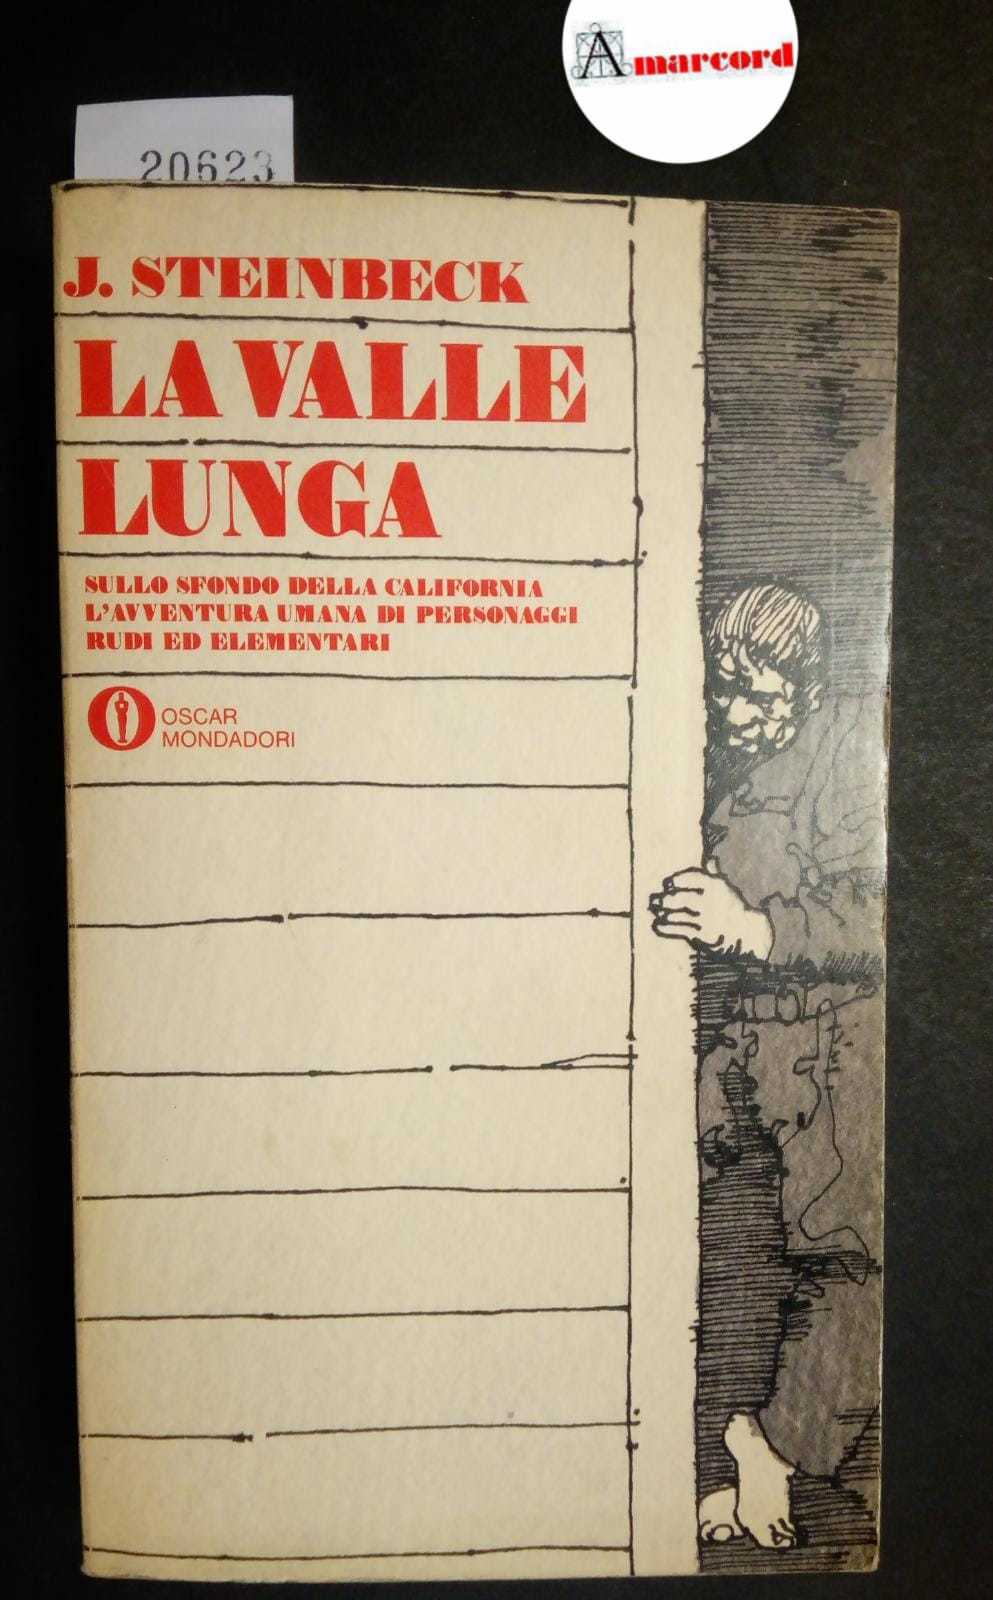 Amarcord
20623
J. STEINBECK
LA VALLE
LUNGA
SULLO SFONDO DELLA CALIFORNIA
L'AVVENTURA UMANA DI PERSONAGGI
RUDI ED ELEMENTARI
OSCAR
MONDADORI